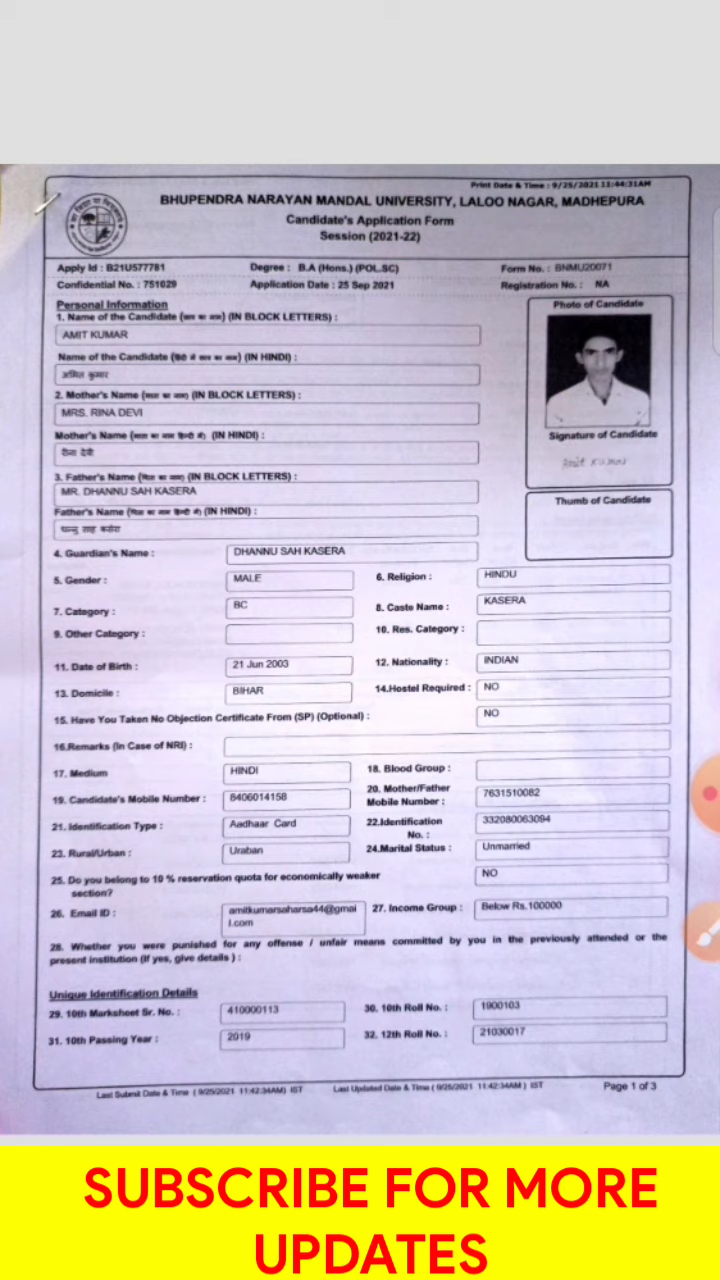 Print Date & Time : 9/25/2021 11:44:31AM
BHUPENDRA NARAYAN MANDAL UNIVERSITY, LALOO NAGAR, MADHEPURA
Candidate's Application Form
Session (2021-22)
Apply Id : B21U577781 Degree : B.A (Hons.) (POL.SC) Form No. : BNMU20071
Confidential No. : 751029 Application Date : 25 Sep 2021 Registration No. : NA
Personal Information
Photo of Candidate
1. Name of the Candidate (IN BLOCK LETTERS) :
AMIT KUMAR
Name of the Candidate (IN HINDI) :
अमित कुमार
2. Mother's Name (IN BLOCK LETTERS) :
MRS. RINA DEVI
Mother's Name (IN HINDI) :
Signature of Candidate
Amit Kumar
रीना देवी
3. Father's Name (IN BLOCK LETTERS) :
MR. DHANNU SAH KASERA
Thumb of Candidate
Father's Name (IN HINDI) :
धन्नु साह कसेरा
4. Guardian's Name : DHANNU SAH KASERA
5. Gender : MALE 6. Religion : HINDU
7. Category : BC 8. Caste Name : KASERA
9. Other Category : 10. Res. Category :
11. Date of Birth : 21 Jun 2003 12. Nationality : INDIAN
13. Domicile : BIHAR 14.Hostel Required : NO
15. Have You Taken No Objection Certificate From (SP) (Optional) : NO
16.Remarks (In Case of NRI) :
17. Medium HINDI 18. Blood Group :
19. Candidate's Mobile Number : 8406014158 20. Mother/Father Mobile Number : 7631510082
21. Identification Type : Aadhaar Card 22.Identification No. : 332080063094
23. Rural/Urban : Uraban 24.Marital Status : Unmarried
25. Do you belong to 10 % reservation quota for economically weaker section? NO
26. Email ID : amitkumarsaharsa44@gmail.com 27. Income Group : Below Rs.100000
28. Whether you were punished for any offense / unfair means committed by you in the previously attended or the
present institution (if yes, give details ) :
Unique Identification Details
29. 10th Marksheet Sr. No. : 410000113 30. 10th Roll No. : 1900103
31. 10th Passing Year : 2019 32. 12th Roll No. : 21030017
Last Submit Date & Time ( 9/25/2021 11:42:34AM) IST Last Updated Date & Time ( 9/25/2021 11:42:34AM ) IST Page 1 of 3
SUBSCRIBE FOR MORE
UPDATES